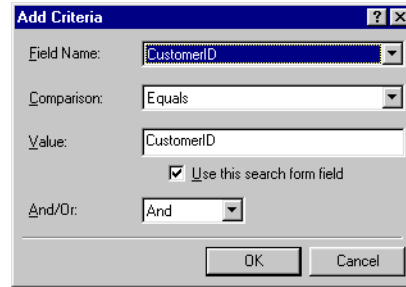 Add Criteria
Field Name: CustomerID
Comparison: Equals
Value: CustomerID
Use this search form field
And/Or: And
OK Cancel